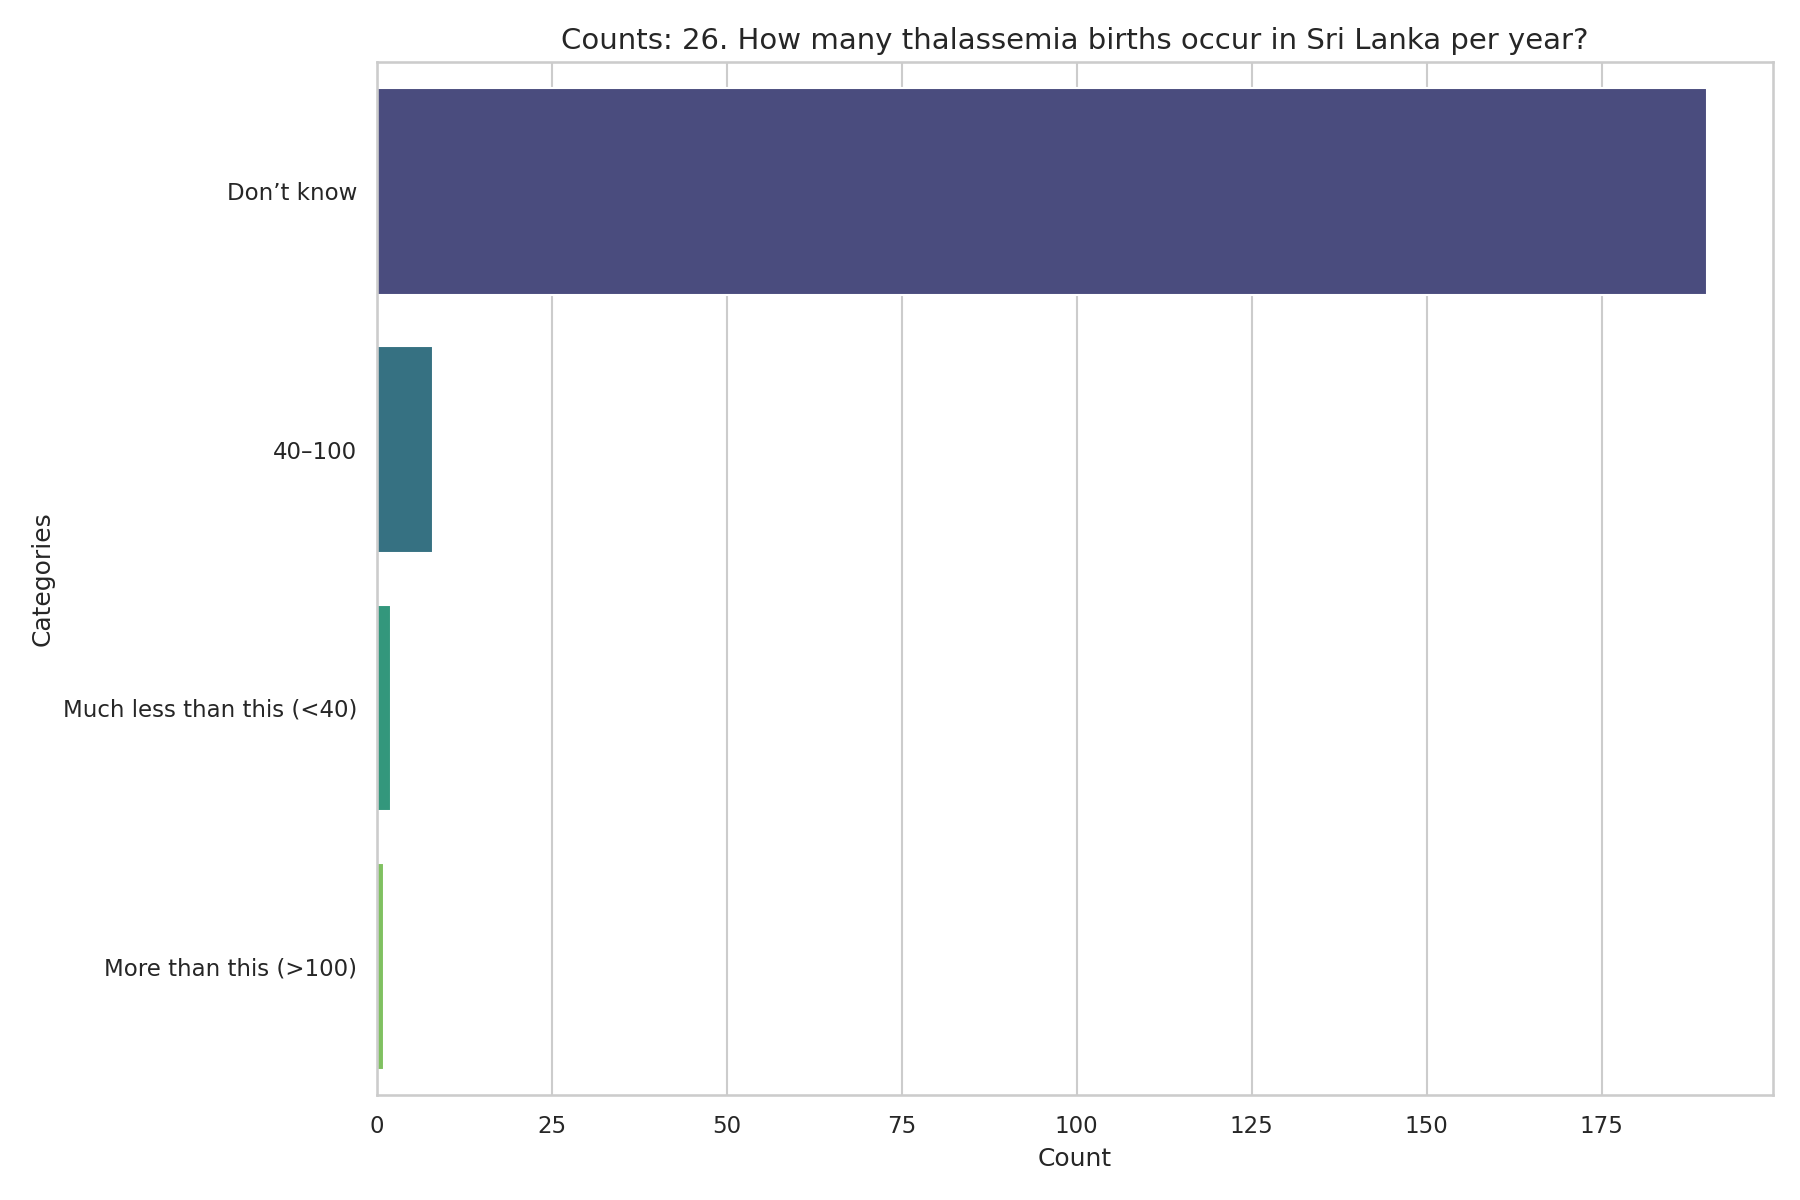 Counts: 26. How many thalassemia births occur in Sri Lanka per year?
Don’t know
40–100
Much less than this (<40)
More than this (>100)
Categories
0 25 50 75 100 125 150 175
Count